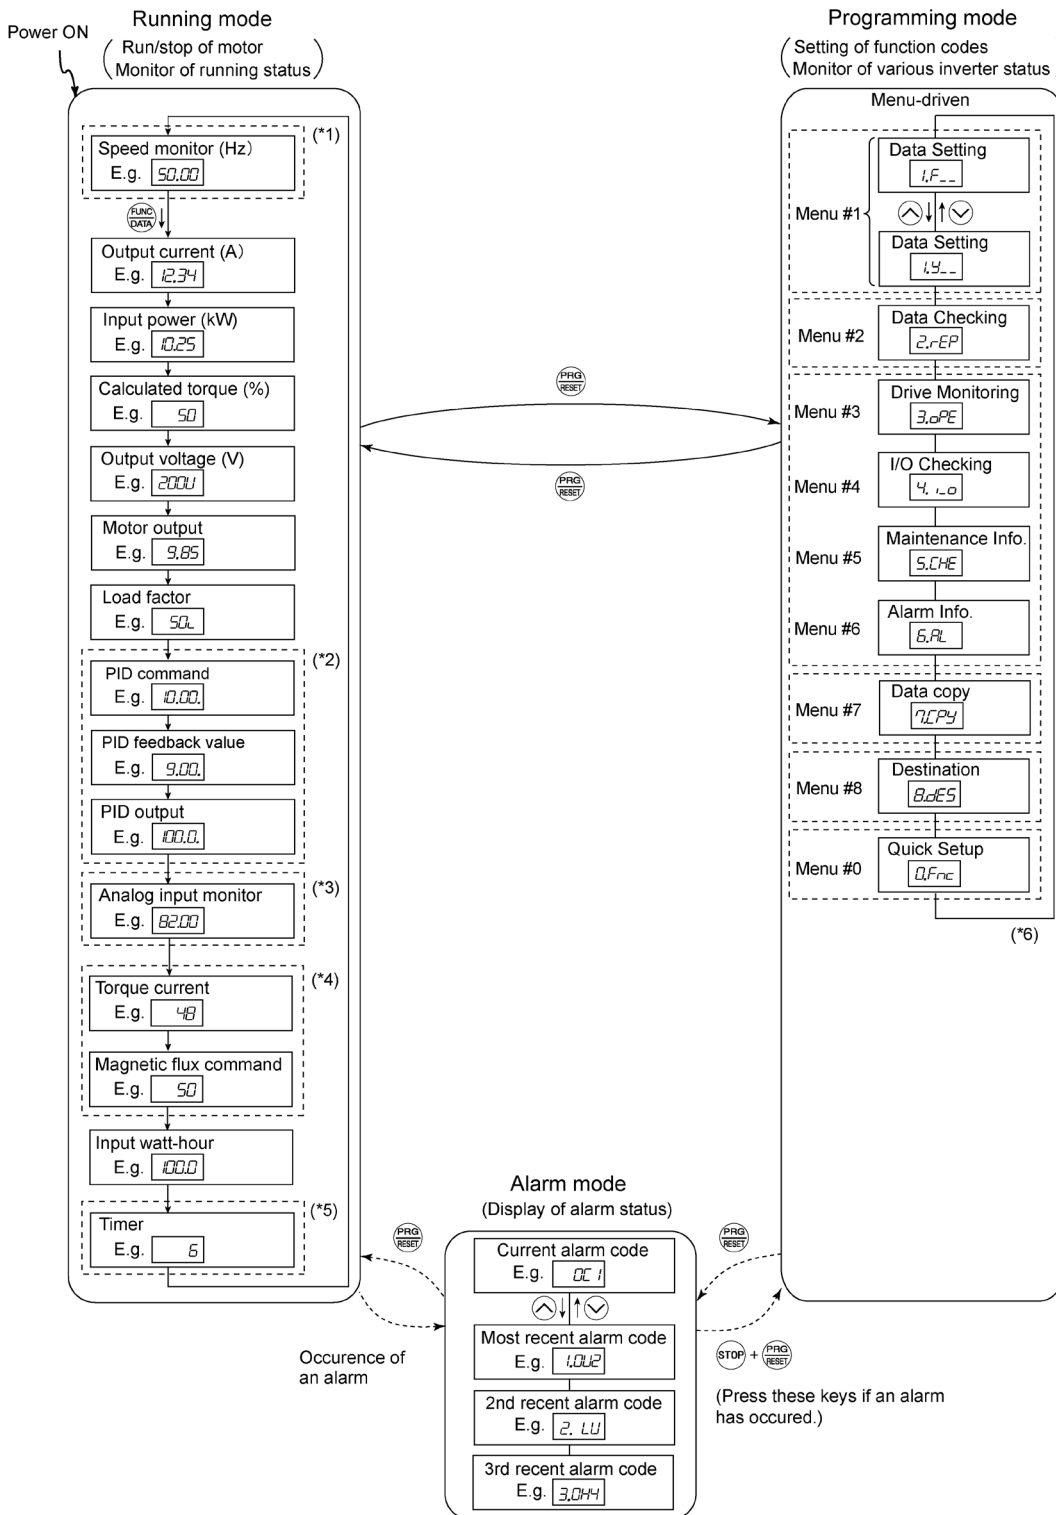 Power ON
Running mode
Run/stop of motor
Monitor of running status
(*1)
Speed monitor (Hz)
E.g. 50.00
FUNC
DATA
Output current (A)
E.g. 12.34
Input power (kW)
E.g. 10.25
Calculated torque (%)
E.g. 50
Output voltage (V)
E.g. 200U
Motor output
E.g. 9.85
Load factor
E.g. 50L
(*2)
PID command
E.g. 10.00.
PID feedback value
E.g. 9.00.
PID output
E.g. 100.0.
(*3)
Analog input monitor
E.g. 82.00
(*4)
Torque current
E.g. 48
Magnetic flux command
E.g. 50
Input watt-hour
E.g. 100.0
(*5)
Timer
E.g. 6
PRG
RESET
PRG
RESET
Programming mode
Setting of function codes
Monitor of various inverter status
Menu-driven
Menu #1
Data Setting
1.F__
Data Setting
1.y__
Menu #2
Data Checking
2.rEP
Menu #3
Drive Monitoring
3.oPE
Menu #4
I/O Checking
4.i_o
Menu #5
Maintenance Info.
5.CHE
Menu #6
Alarm Info.
6.AL
Menu #7
Data copy
7.CPY
Menu #8
Destination
8.dES
Menu #0
Quick Setup
0.Fnc
(*6)
Alarm mode
(Display of alarm status)
PRG
RESET
PRG
RESET
Current alarm code
E.g. OC1
Most recent alarm code
E.g. 1.OU2
2nd recent alarm code
E.g. 2. LU
3rd recent alarm code
E.g. 3.OH4
Occurence of
an alarm
STOP + PRG
RESET
(Press these keys if an alarm
has occured.)